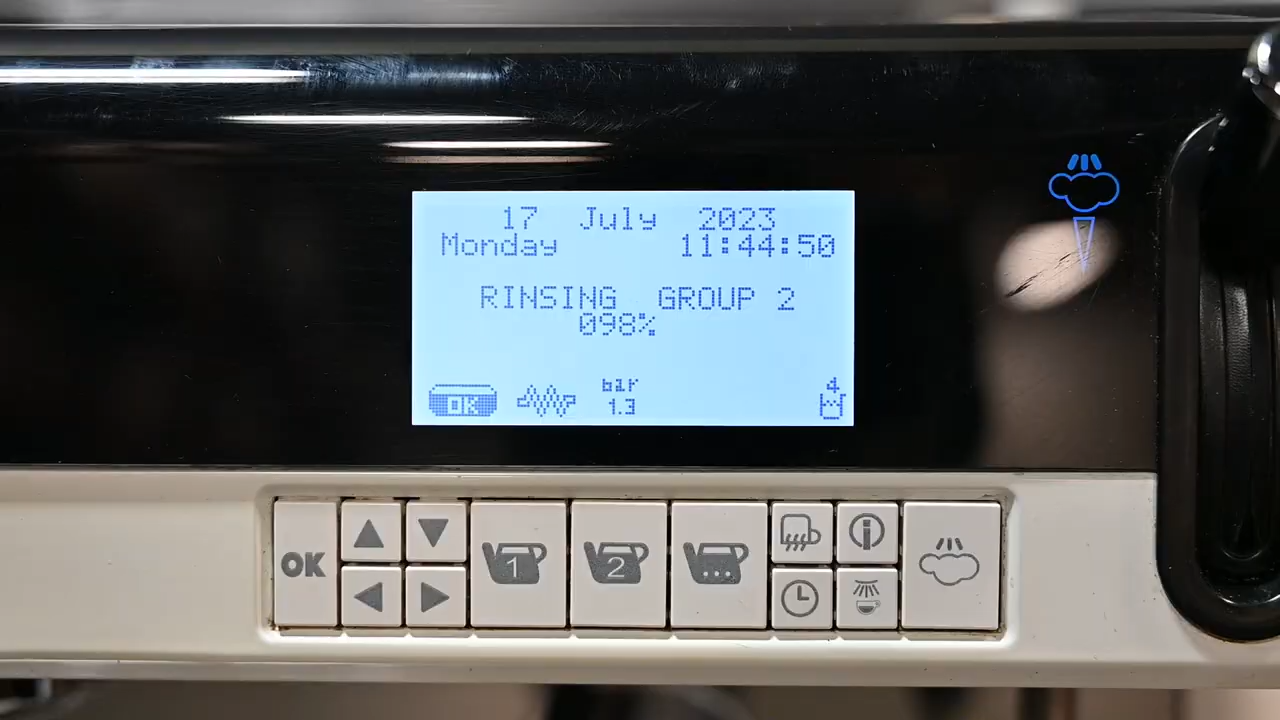 17 July 2023
Monday 11:44:50
RINSING GROUP 2
098%
bar
4
OK
1.3
OK
1
2
...